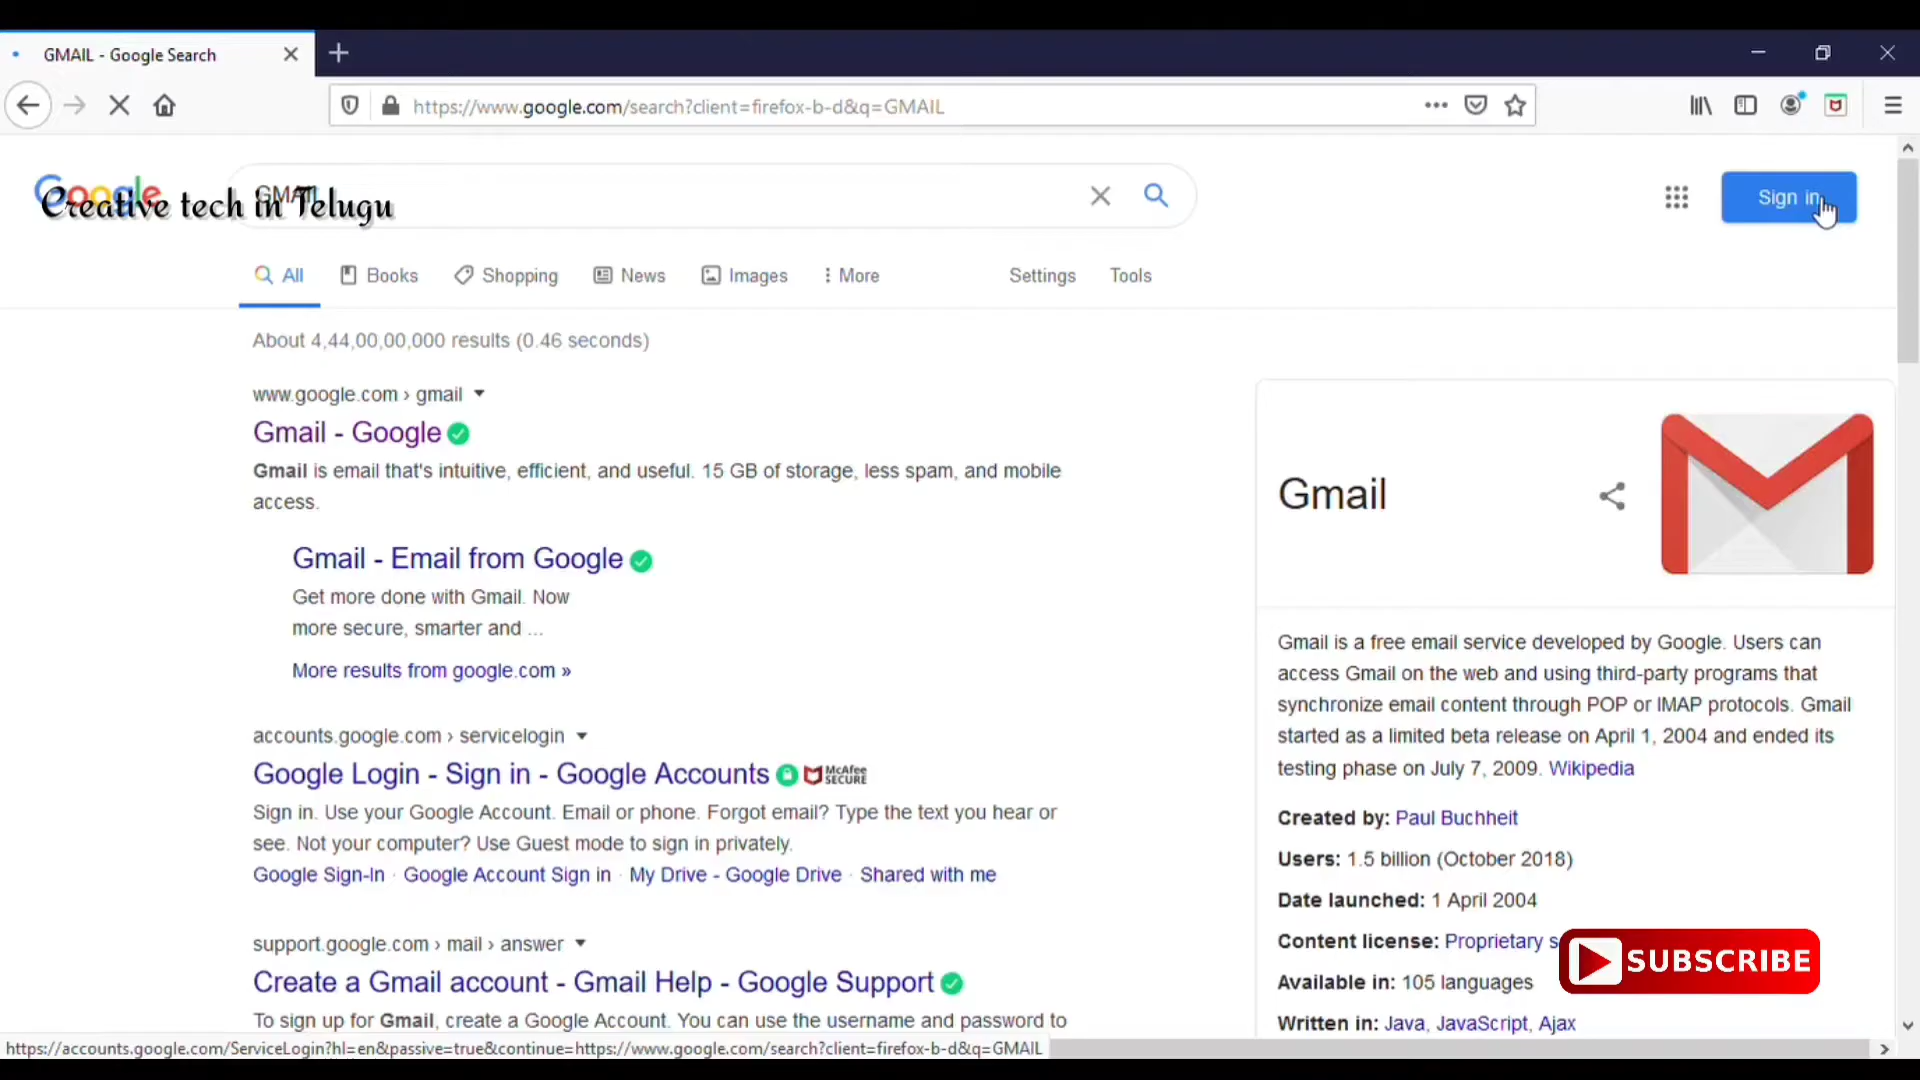 GMAIL - Google Search
https://www.google.com/search?client=firefox-b-d&q=GMAIL
Google
GMAIL
Creative tech in Telugu
Sign in
All
Books
Shopping
News
Images
More
Settings
Tools
About 4,44,00,00,000 results (0.46 seconds)
www.google.com › gmail
Gmail - Google
Gmail is email that's intuitive, efficient, and useful. 15 GB of storage, less spam, and mobile
access.
Gmail - Email from Google
Get more done with Gmail. Now
more secure, smarter and ...
More results from google.com »
accounts.google.com › servicelogin
Google Login - Sign in - Google Accounts
McAfee
SECURE
Sign in. Use your Google Account. Email or phone. Forgot email? Type the text you hear or
see. Not your computer? Use Guest mode to sign in privately.
Google Sign-In · Google Account Sign in · My Drive - Google Drive · Shared with me
support.google.com › mail › answer
Create a Gmail account - Gmail Help - Google Support
To sign up for Gmail, create a Google Account. You can use the username and password to
Gmail
Gmail is a free email service developed by Google. Users can
access Gmail on the web and using third-party programs that
synchronize email content through POP or IMAP protocols. Gmail
started as a limited beta release on April 1, 2004 and ended its
testing phase on July 7, 2009. Wikipedia
Created by: Paul Buchheit
Users: 1.5 billion (October 2018)
Date launched: 1 April 2004
Content license: Proprietary s
Available in: 105 languages
Written in: Java, JavaScript, Ajax
SUBSCRIBE
https://accounts.google.com/ServiceLogin?hl=en&passive=true&continue=https://www.google.com/search?client=firefox-b-d&q=GMAIL